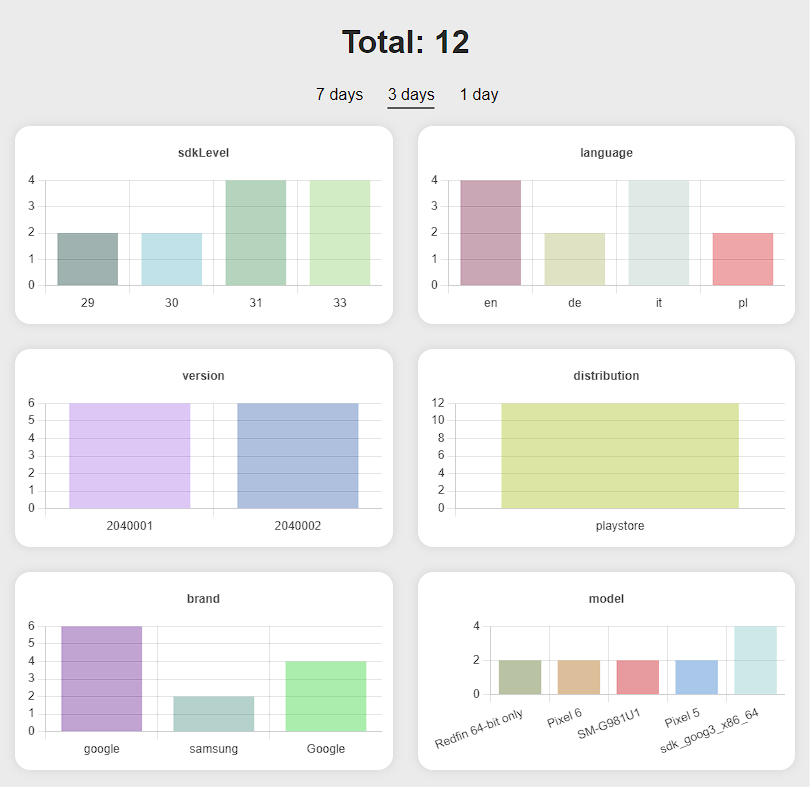 Total: 12
7 days 3 days 1 day
sdkLevel
4
3
2
1
0
29 30 31 33
language
4
3
2
1
0
en de it pl
version
6
5
4
3
2
1
0
2040001 2040002
distribution
12
10
8
6
4
2
0
playstore
brand
6
5
4
3
2
1
0
google samsung Google
model
4
2
0
Redfin 64-bit only
Pixel 6
SM-G981U1
Pixel 5
sdk_goog3_x86_64